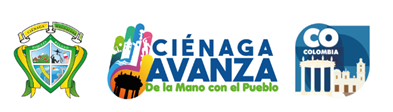 CIÉNAGA
AVANZA
De la Mano con el Pueblo
CO
COLOMBIA